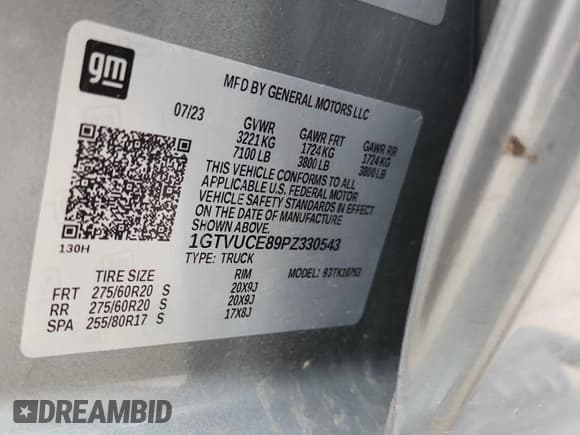 gm
MFD BY GENERAL MOTORS LLC
07/23
GVWR GAWR FRT GAWR RR
3221 KG 1724 KG 1724 KG
7100 LB 3800 LB 3800 LB
THIS VEHICLE CONFORMS TO ALL
APPLICABLE U.S. FEDERAL MOTOR
VEHICLE SAFETY STANDARDS IN EFFECT
ON THE DATE OF MANUFACTURE
SHOWN ABOVE.
1GTVUCE89PZ330543
TYPE: TRUCK MODEL: 93TK10753
130H
TIRE SIZE RIM
FRT 275/60R20 S 20X9J
RR 275/60R20 S 20X9J
SPA 255/80R17 S 17X8J
DREAMBID